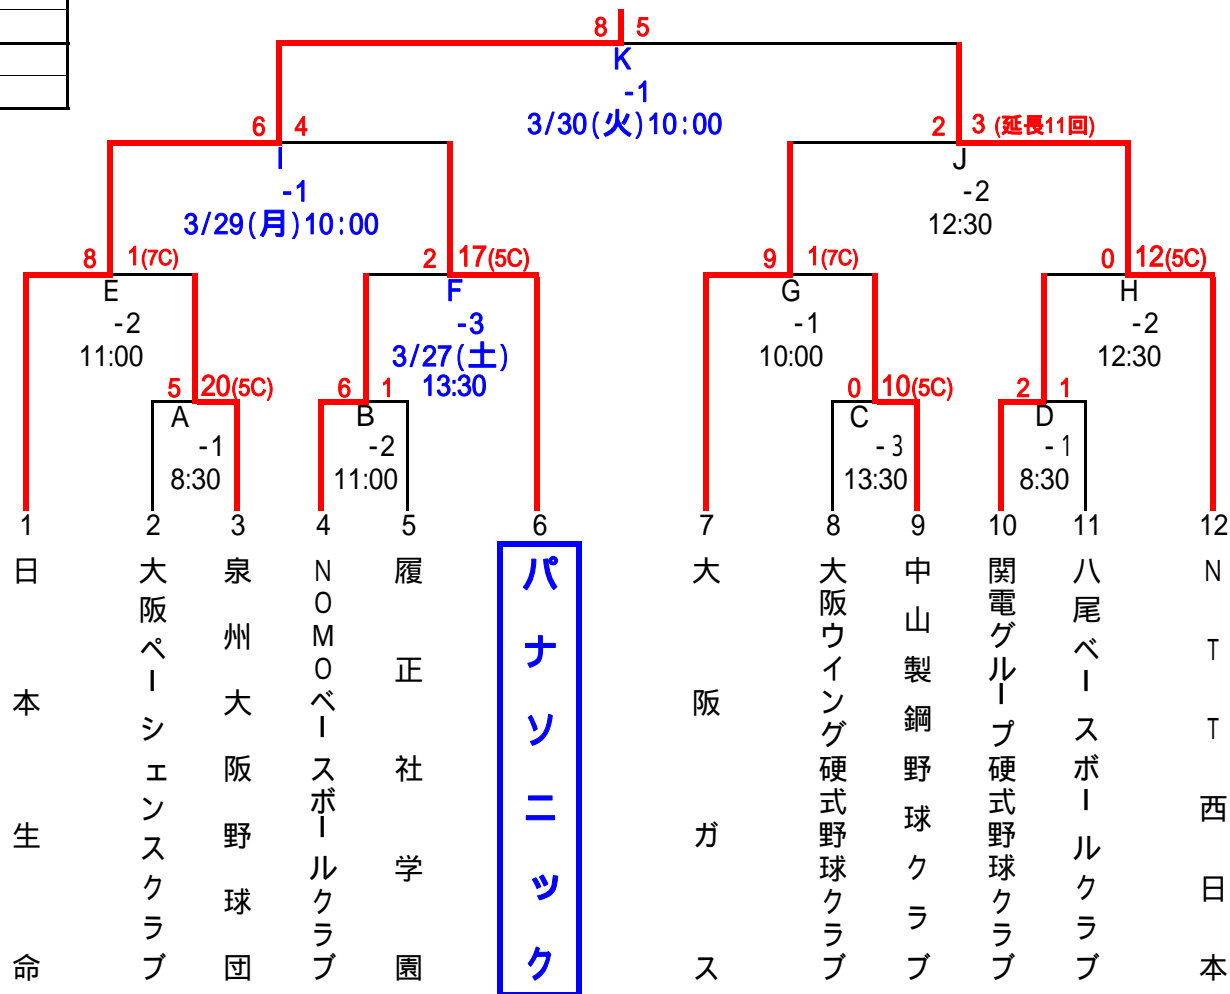 8 5
K
-1
3/30(火)10:00
6 4
I
-1
3/29(月)10:00
2 3 (延長11回)
J
-2
12:30
8 1(7C)
E
-2
11:00
2 17(5C)
F
-3
3/27(土)
13:30
9 1(7C)
G
-1
10:00
0 12(5C)
H
-2
12:30
5 20(5C)
A
-1
8:30
6 1
B
-2
11:00
0 10(5C)
C
-3
13:30
2 1
D
-1
8:30
1 2 3 4 5 6 7 8 9 10 11 12
日本生命
大阪ペーシェンスクラブ
泉州大阪野球団
NOMOベースボールクラブ
履正社学園
パナソニック
大阪ガス
大阪ウイング硬式野球クラブ
中山製鋼野球クラブ
関電グループ硬式野球クラブ
八尾ベースボールクラブ
NTT西日本